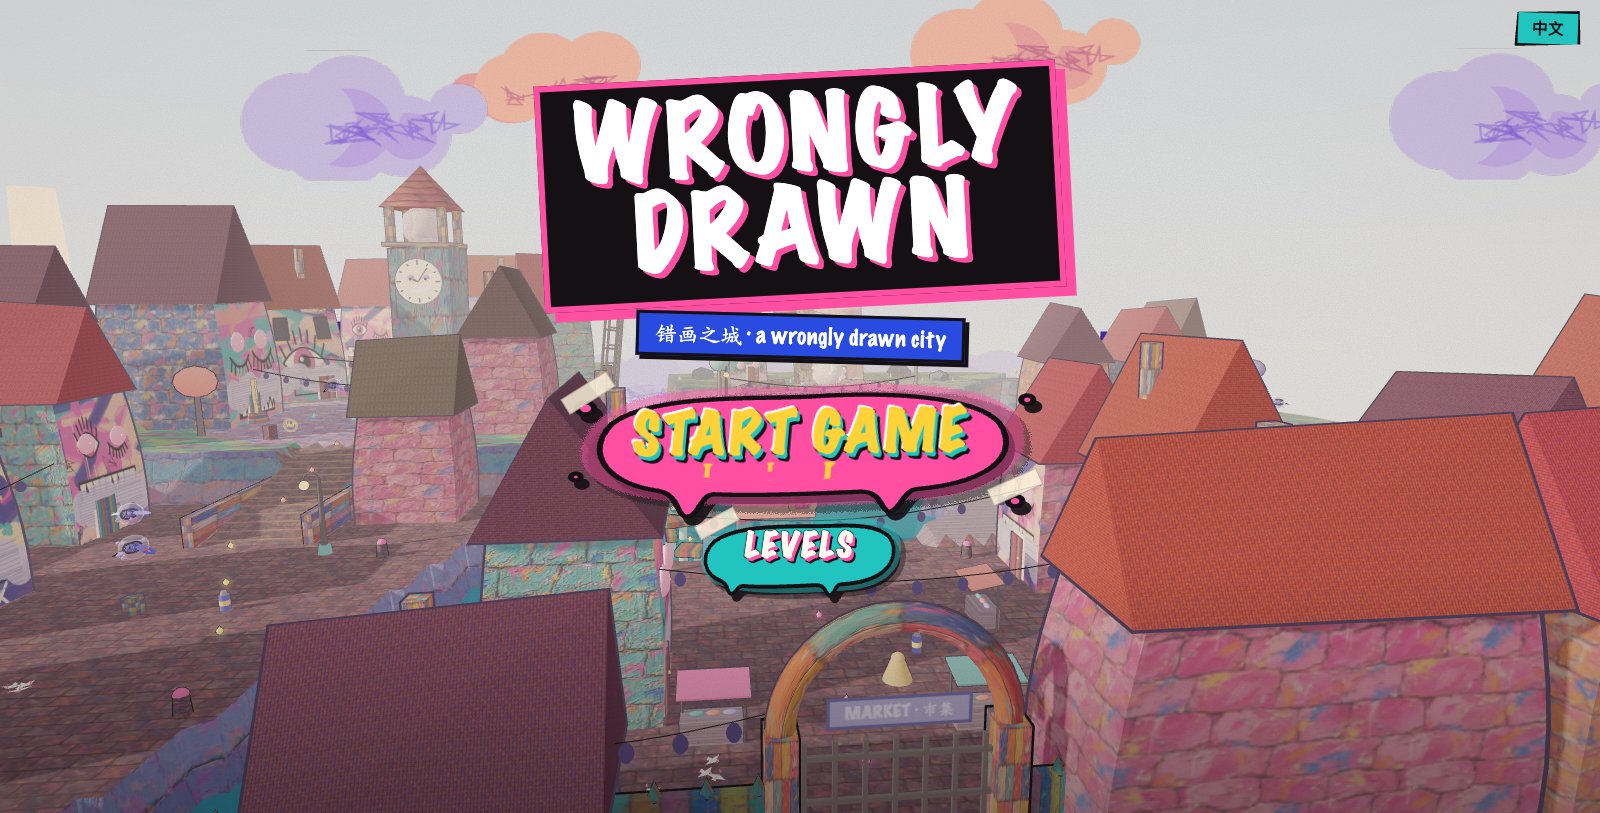 中文
WRONGLY
DRAWN
错画之城 · a wrongly drawn city
START GAME
LEVELS
MARKET · 市集